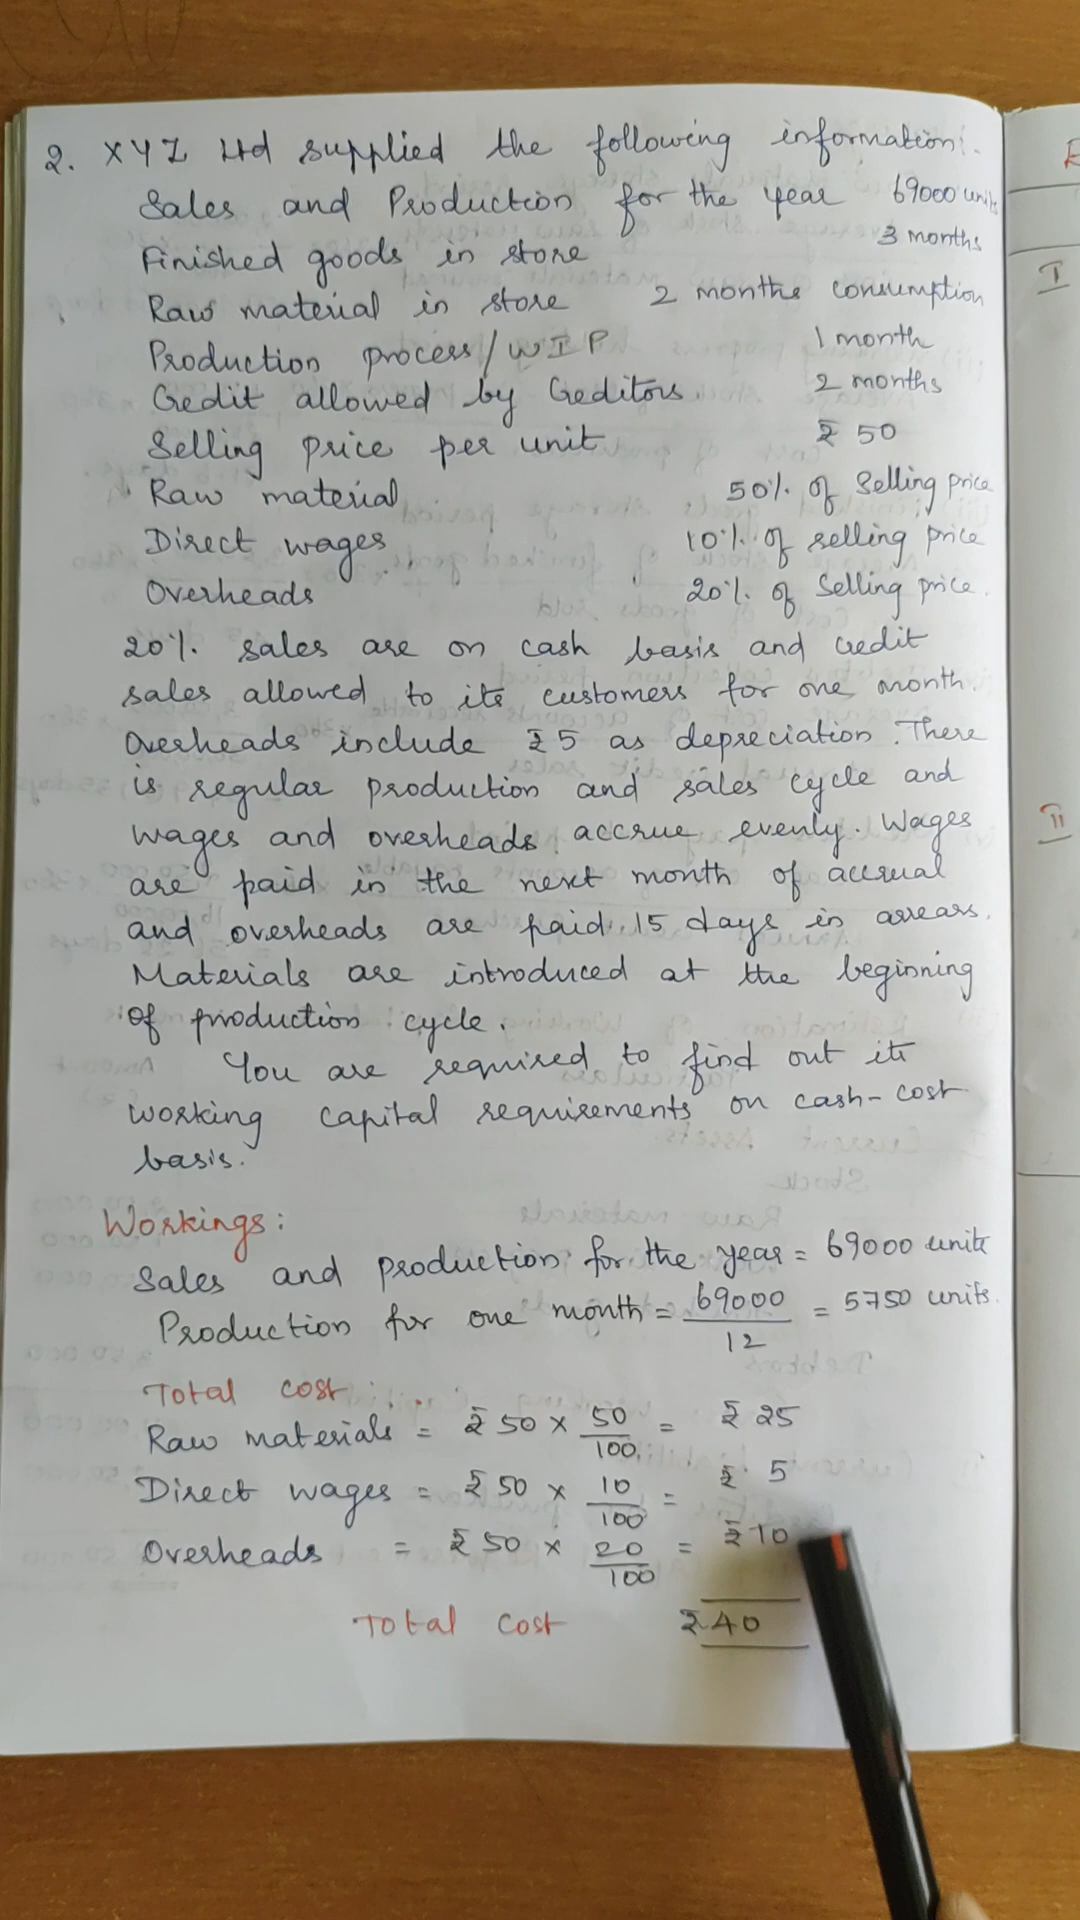 2. XYZ Ltd supplied the following information:-
Sales and Production for the year 69000 units
Finished goods in store 3 months
Raw material in store 2 months consumption
Production process/WIP 1 month
Credit allowed by Creditors 2 months
Selling price per unit ₹ 50
Raw material 50% of Selling price
Direct wages 10% of selling price
Overheads 20% of Selling price.
20% sales are on cash basis and credit
sales allowed to its customers for one month.
Overheads include ₹5 as depreciation. There
is regular production and sales cycle and
wages and overheads accrue evenly. Wages
are paid in the next month of accrual
and overheads are paid 15 days in arrears.
Materials are introduced at the beginning
of production cycle.
You are required to find out its
working capital requirements on cash-cost
basis.
Workings:
Sales and production for the year = 69000 units
Production for one month = 69000/12 = 5750 units.
Total cost:
Raw materials = ₹ 50 × 50/100 = ₹ 25
Direct wages = ₹ 50 × 10/100 = ₹ 5
Overheads = ₹ 50 × 20/100 = ₹ 10
Total cost ₹ 40
I
II